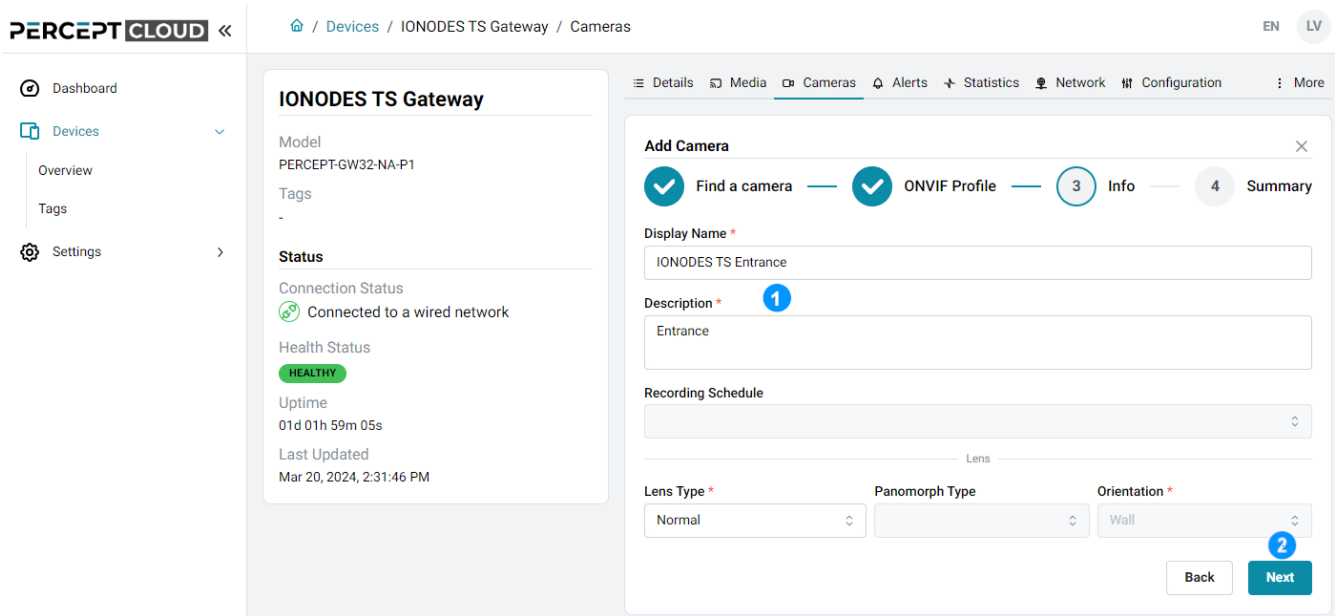 PERCEPT CLOUD
Dashboard
Devices
Overview
Tags
Settings
/ Devices / IONODES TS Gateway / Cameras
EN LV
IONODES TS Gateway
Model
PERCEPT-GW32-NA-P1
Tags
-
Status
Connection Status
Connected to a wired network
Health Status
HEALTHY
Uptime
01d 01h 59m 05s
Last Updated
Mar 20, 2024, 2:31:46 PM
Details Media Cameras Alerts Statistics Network Configuration More
Add Camera
Find a camera ONVIF Profile 3 Info 4 Summary
Display Name *
IONODES TS Entrance
1
Description *
Entrance
Recording Schedule
Lens
Lens Type * Panomorph Type Orientation *
Normal Wall
2
Back Next